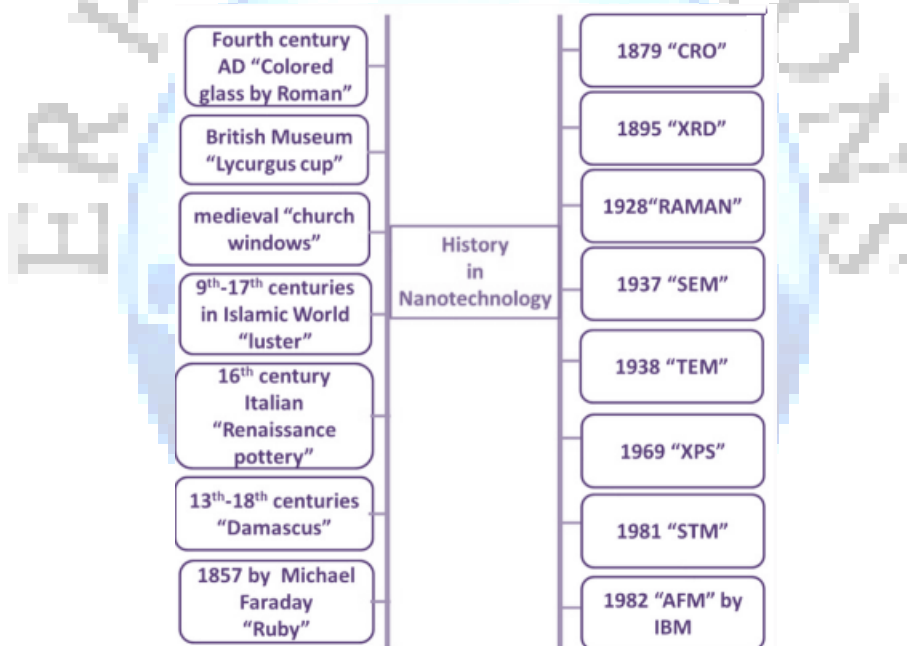 Fourth century
AD “Colored
glass by Roman”
British Museum
“Lycurgus cup”
medieval “church
windows”
9th-17th centuries
in Islamic World
“luster”
16th century
Italian
“Renaissance
pottery”
13th-18th centuries
“Damascus”
1857 by Michael
Faraday
“Ruby”
History
in
Nanotechnology
1879 “CRO”
1895 “XRD”
1928“RAMAN”
1937 “SEM”
1938 “TEM”
1969 “XPS”
1981 “STM”
1982 “AFM” by
IBM